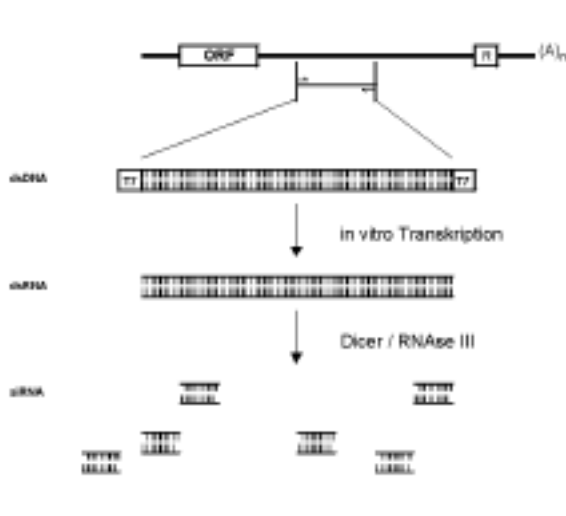 ORF
R
(A)n
dsDNA
T7
T7
in vitro Transkription
dsRNA
Dicer / RNAse III
siRNA